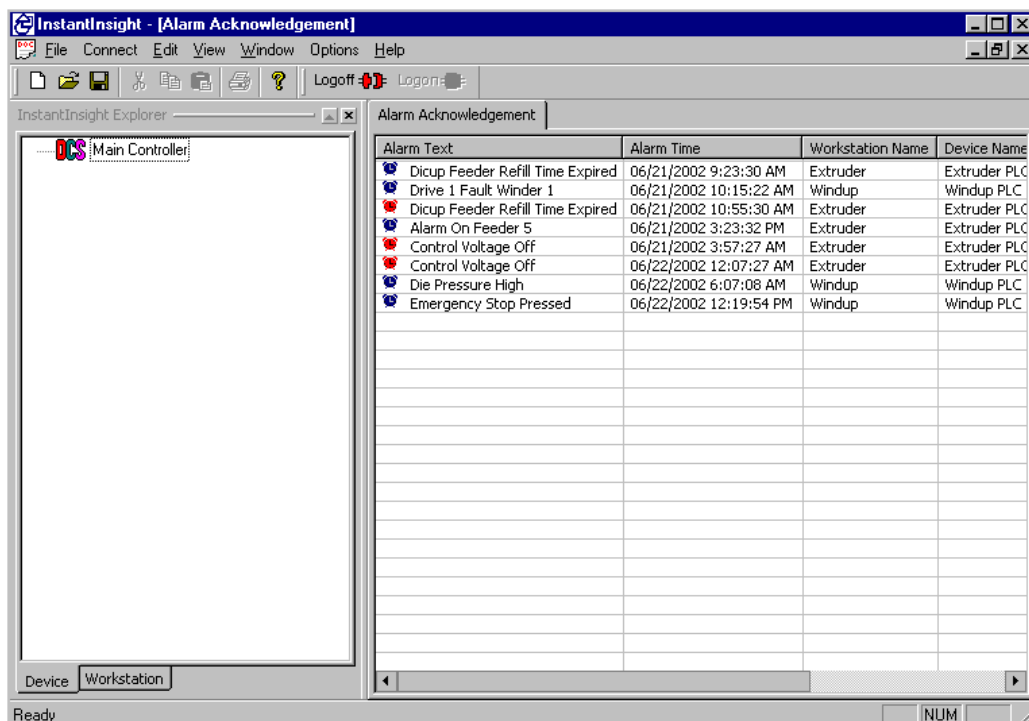 InstantInsight - [Alarm Acknowledgement]
File Connect Edit View Window Options Help
Logoff Logon
InstantInsight Explorer
Alarm Acknowledgement
DCS Main Controller
Alarm Text Alarm Time Workstation Name Device Name
Dicup Feeder Refill Time Expired 06/21/2002 9:23:30 AM Extruder Extruder PLC
Drive 1 Fault Winder 1 06/21/2002 10:15:22 AM Windup Windup PLC
Dicup Feeder Refill Time Expired 06/21/2002 10:55:30 AM Extruder Extruder PLC
Alarm On Feeder 5 06/21/2002 3:23:32 PM Extruder Extruder PLC
Control Voltage Off 06/21/2002 3:57:27 AM Extruder Extruder PLC
Control Voltage Off 06/22/2002 12:07:27 AM Extruder Extruder PLC
Die Pressure High 06/22/2002 6:07:08 AM Windup Windup PLC
Emergency Stop Pressed 06/22/2002 12:19:54 PM Windup Windup PLC
Device Workstation
Ready NUM